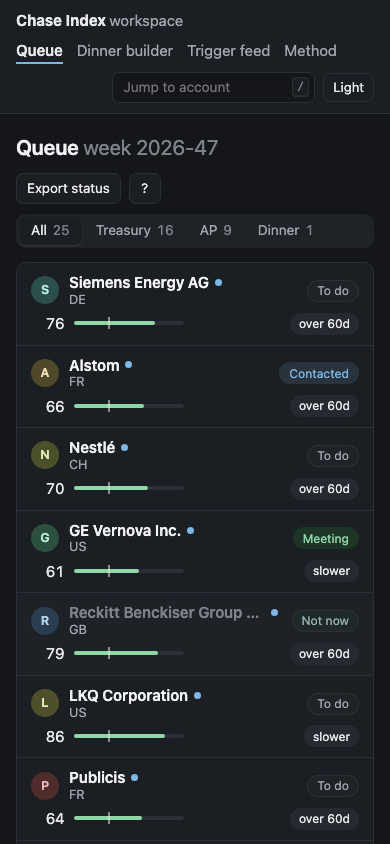 Chase Index workspace
Queue Dinner builder Trigger feed Method
Jump to account / Light
Queue week 2026-47
Export status ?
All 25 Treasury 16 AP 9 Dinner 1
S Siemens Energy AG To do
DE
76 over 60d
A Alstom Contacted
FR
66 over 60d
N Nestlé To do
CH
70 over 60d
G GE Vernova Inc. Meeting
US
61 slower
R Reckitt Benckiser Group ... Not now
GB
79 over 60d
L LKQ Corporation To do
US
86 slower
P Publicis To do
FR
64 over 60d